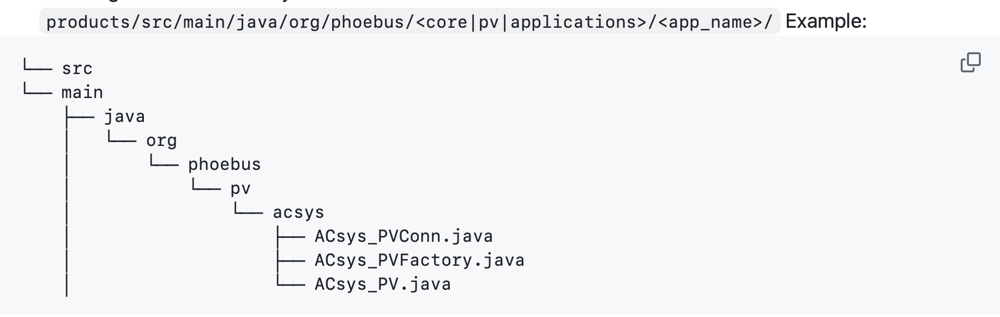 products/src/main/java/org/phoebus/<core|pv|applications>/<app_name>/ Example:
└── src
└── main
    ├── java
    │   └── org
    │       └── phoebus
    │           └── pv
    │               └── acsys
    │                   ├── ACsys_PVConn.java
    │                   ├── ACsys_PVFactory.java
    │                   └── ACsys_PV.java